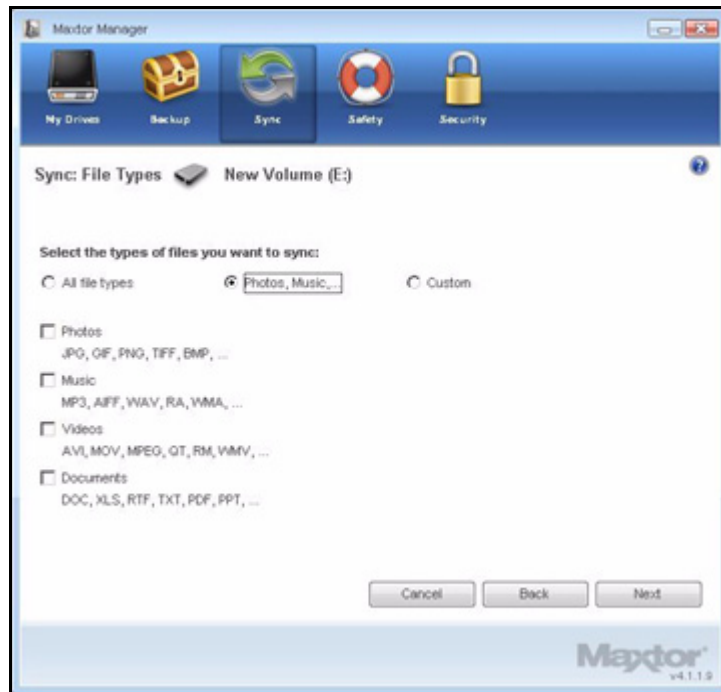 Maxtor Manager
My Drives Backup Sync Safety Security
Sync: File Types New Volume (E:)
?
Select the types of files you want to sync:
All file types Photos, Music,... Custom
Photos
JPG, GIF, PNG, TIFF, BMP, ...
Music
MP3, AIFF, WAV, RA, WMA, ...
Videos
AVI, MOV, MPEG, QT, RM, WMV, ...
Documents
DOC, XLS, RTF, TXT, PDF, PPT, ...
Cancel Back Next
Maxtor
v4.1.1.9